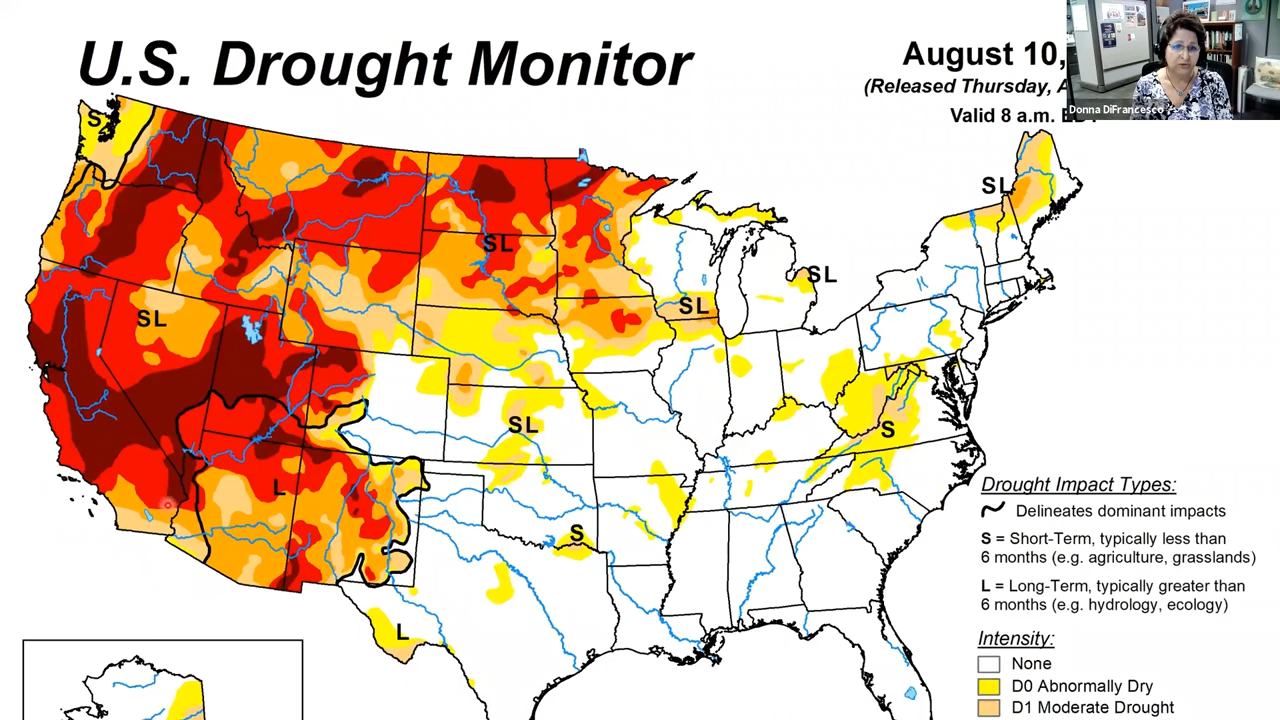 U.S. Drought Monitor
August 10,
(Released Thursday, A
Valid 8 a.m. ED
Donna DiFrancesco
S
SL
SL
SL
SL
SL
SL
S
L
S
L
Drought Impact Types:
Delineates dominant impacts
S = Short-Term, typically less than
6 months (e.g. agriculture, grasslands)
L = Long-Term, typically greater than
6 months (e.g. hydrology, ecology)
Intensity:
None
D0 Abnormally Dry
D1 Moderate Drought